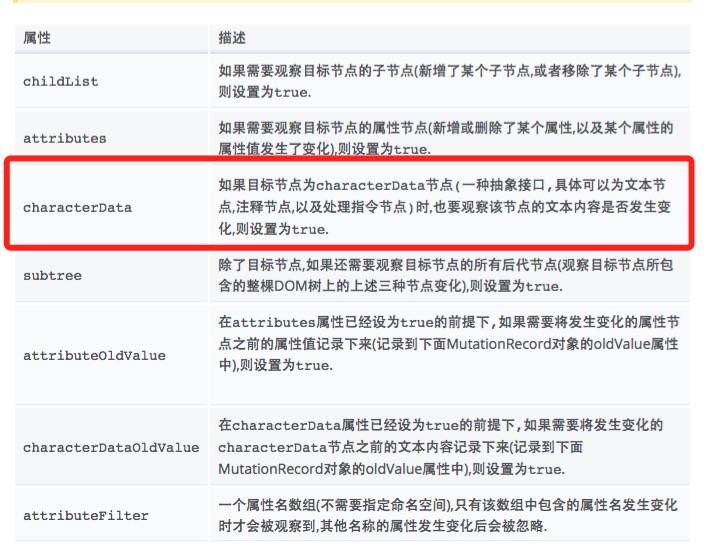 属性 描述
childList 如果需要观察目标节点的子节点(新增了某个子节点,或者移除了某个子节点),
则设置为true.
attributes 如果需要观察目标节点的属性节点(新增或删除了某个属性,以及某个属性的
属性值发生了变化),则设置为true.
如果目标节点为characterData节点(一种抽象接口,具体可以为文本节
characterData 点,注释节点,以及处理指令节点)时,也要观察该节点的文本内容是否发生变
化,则设置为true.
subtree 除了目标节点,如果还需要观察目标节点的所有后代节点(观察目标节点所包
含的整棵DOM树上的上述三种节点变化),则设置为true.
在attributes属性已经设为true的前提下,如果需要将发生变化的属性节
attributeOldValue 点之前的属性值记录下来(记录到下面MutationRecord对象的oldValue属性
中),则设置为true.
在characterData属性已经设为true的前提下,如果需要将发生变化的
characterDataOldValue characterData节点之前的文本内容记录下来(记录到下面
MutationRecord对象的oldValue属性中),则设置为true.
attributeFilter 一个属性名数组(不需要指定命名空间),只有该数组中包含的属性名发生变化
时才会被观察到,其他名称的属性发生变化后会被忽略.